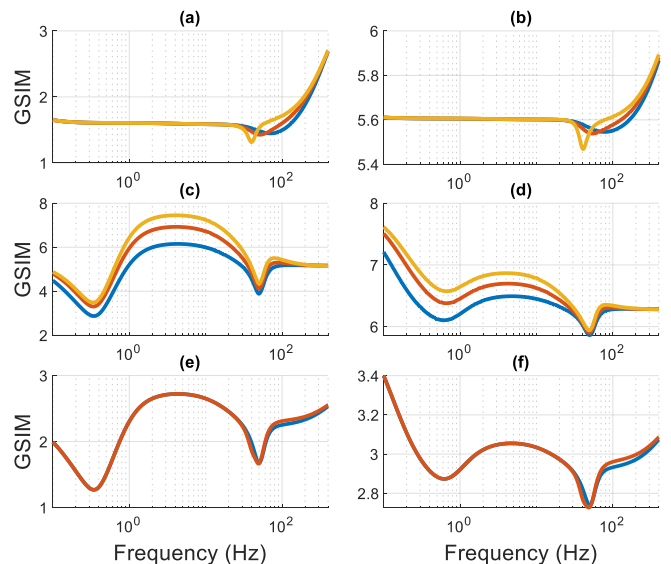 (a) (b)
3 6
GSIM
5.8
2
5.6
1 5.4
10^0 10^2 10^0 10^2
(c) (d)
8 8
GSIM
6
7
4
2 6
10^0 10^2 10^0 10^2
(e) (f)
3 3.4
GSIM
3.2
2
3
2.8
1
10^0 10^2 10^0 10^2
Frequency (Hz) Frequency (Hz)